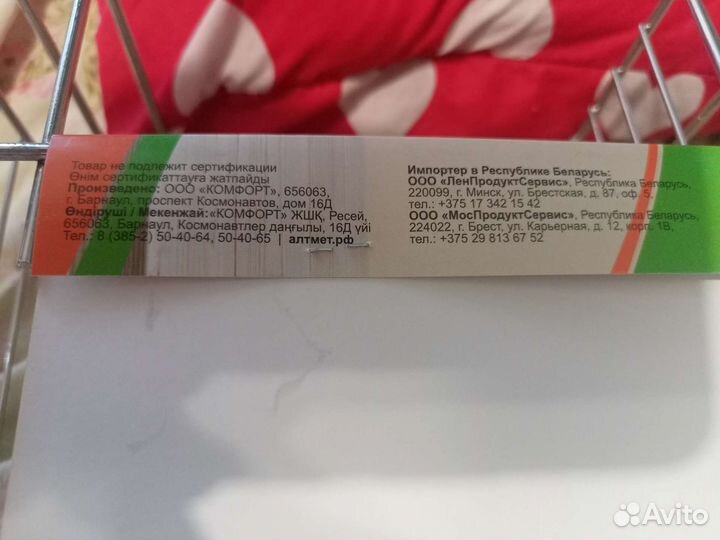 Товар не подлежит сертификации
Өнім сертификаттауға жатпайды
Произведено: ООО «КОМФОРТ», 656063,
г. Барнаул, проспект Космонавтов, дом 16Д
Өндіруші / Мекенжай:«КОМФОРТ» ЖШҚ, Ресей,
656063, Барнаул, Космонавтлер даңғылы, 16Д үйі
Тел.: 8 (385-2) 50-40-64, 50-40-65 | алтмет.рф
Импортер в Республике Беларусь:
ООО «ЛенПродуктСервис», Республика Беларусь,
220099, г. Минск, ул. Брестская, д. 87, оф. 5,
тел.: +375 17 342 15 42
ООО «МосПродуктСервис», Республика Беларусь,
224022, г. Брест, ул. Карьерная, д. 12, корп. 1В,
тел.: +375 29 813 67 52
Avito